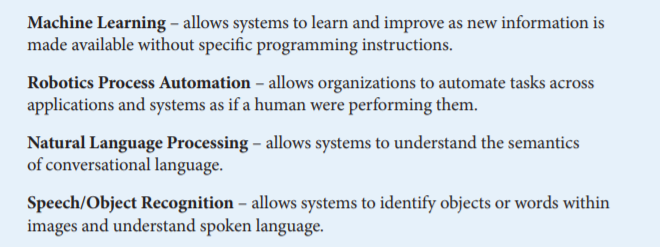 Machine Learning – allows systems to learn and improve as new information is
made available without specific programming instructions.
Robotics Process Automation – allows organizations to automate tasks across
applications and systems as if a human were performing them.
Natural Language Processing – allows systems to understand the semantics
of conversational language.
Speech/Object Recognition – allows systems to identify objects or words within
images and understand spoken language.